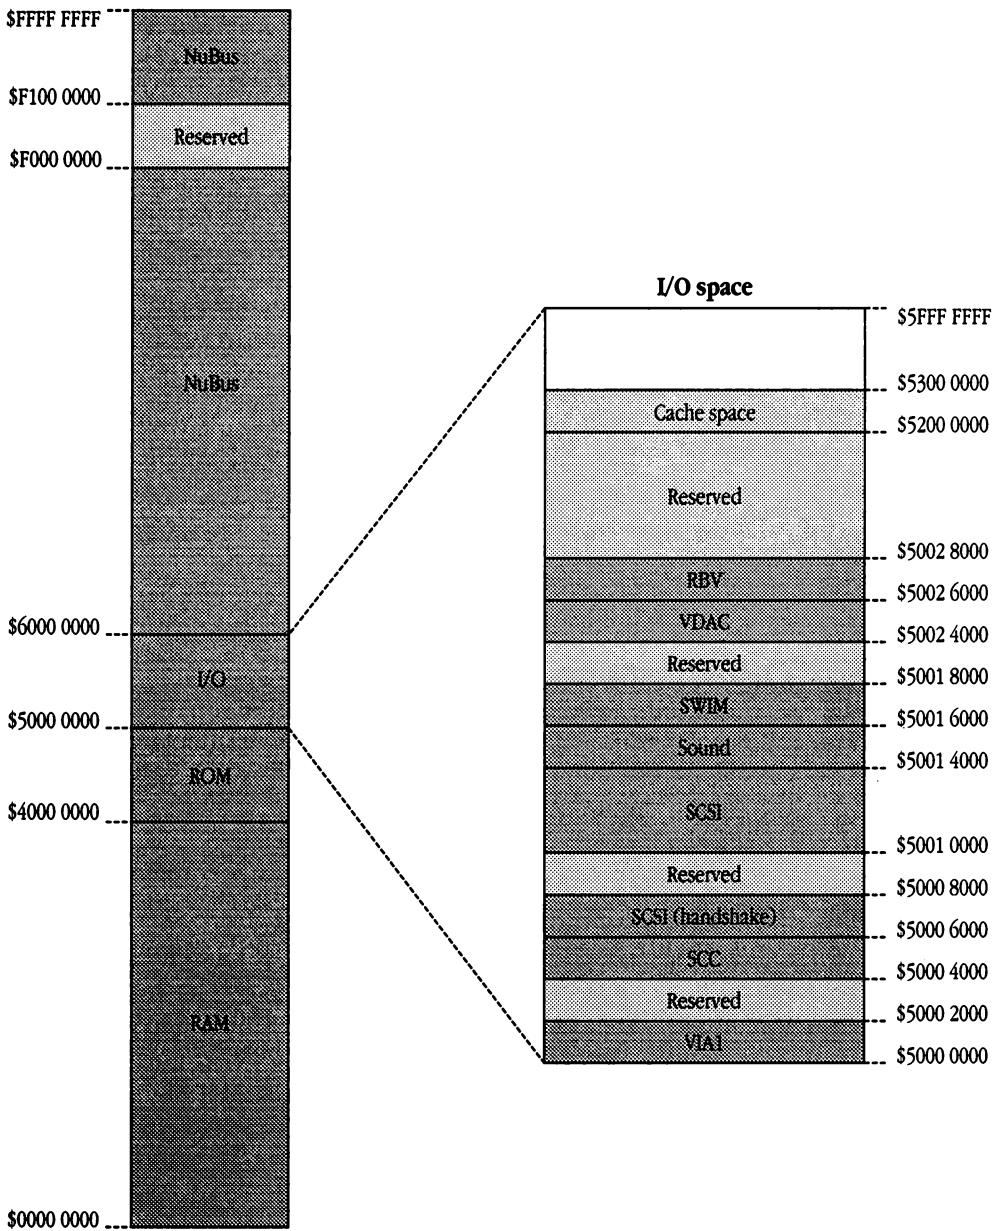 $FFFF FFFF
NuBus
$F100 0000
Reserved
$F000 0000
NuBus
$6000 0000
I/O
$5000 0000
ROM
$4000 0000
RAM
$0000 0000
I/O space
$5FFF FFFF
$5300 0000
Cache space
$5200 0000
Reserved
$5002 8000
RBV
$5002 6000
VDAC
$5002 4000
Reserved
$5001 8000
SWIM
$5001 6000
Sound
$5001 4000
SCSI
$5001 0000
Reserved
$5000 8000
SCSI (handshake)
$5000 6000
SCC
$5000 4000
Reserved
$5000 2000
VIA1
$5000 0000